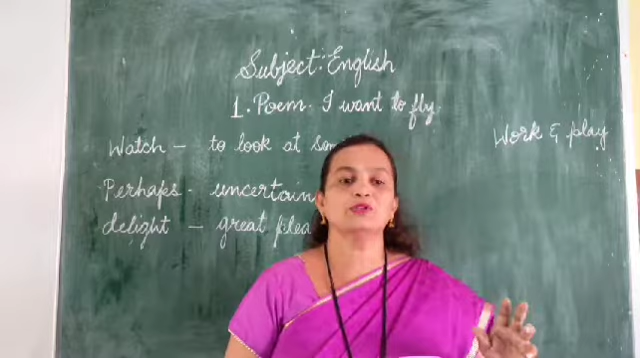 Subject: English
1. Poem - I want to fly
Work & play
Watch - to look at
Perhaps - uncertain
delight - great